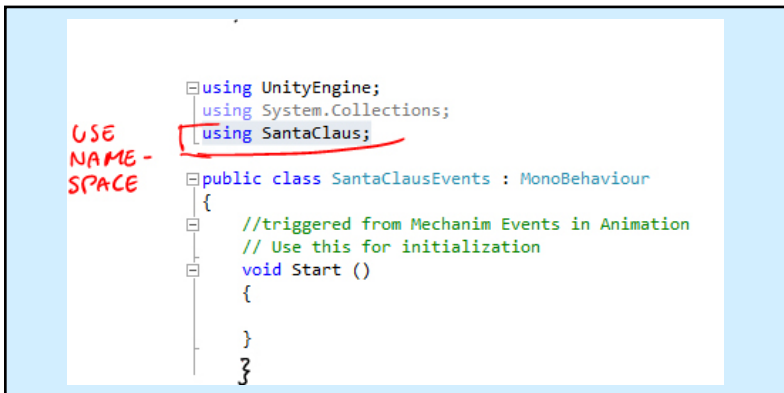 using UnityEngine;
using System.Collections;
using SantaClaus;
USE
NAME-
SPACE
public class SantaClausEvents : MonoBehaviour
{
//triggered from Mechanim Events in Animation
// Use this for initialization
void Start ()
{
}
}